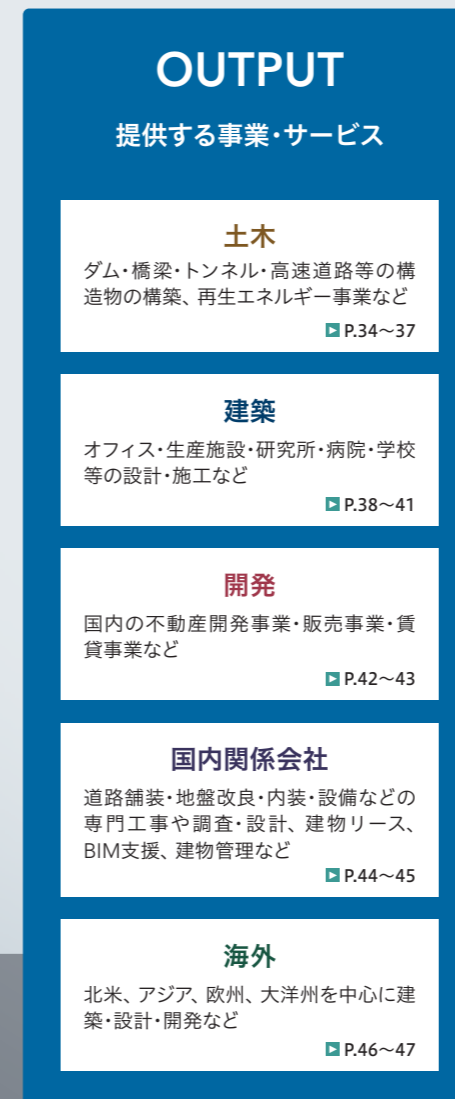 OUTPUT
提供する事業・サービス
土木
ダム・橋梁・トンネル・高速道路等の構
造物の構築、再生エネルギー事業など
P.34～37
建築
オフィス・生産施設・研究所・病院・学校
等の設計・施工など
P.38～41
開発
国内の不動産開発事業・販売事業・賃
貸事業など
P.42～43
国内関係会社
道路舗装・地盤改良・内装・設備などの
専門工事や調査・設計、建物リース、
BIM支援、建物管理など
P.44～45
海外
北米、アジア、欧州、大洋州を中心に建
築・設計・開発など
P.46～47